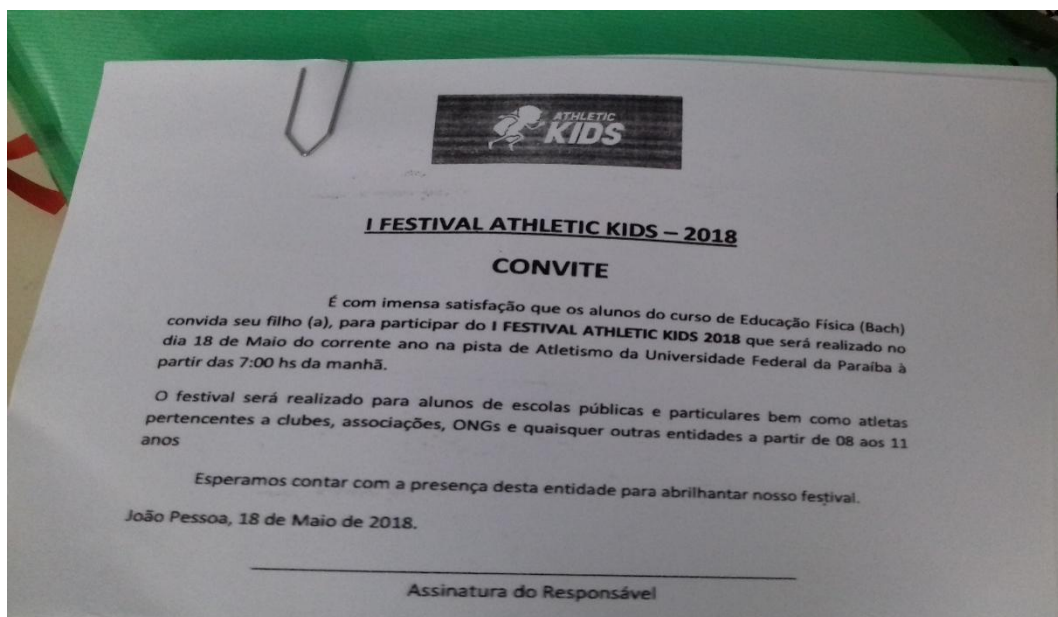 ATHLETIC
KIDS
I FESTIVAL ATHLETIC KIDS – 2018
CONVITE
É com imensa satisfação que os alunos do curso de Educação Física (Bach)
convida seu filho (a), para participar do I FESTIVAL ATHLETIC KIDS 2018 que será realizado no
dia 18 de Maio do corrente ano na pista de Atletismo da Universidade Federal da Paraíba à
partir das 7:00 hs da manhã.
O festival será realizado para alunos de escolas públicas e particulares bem como atletas
pertencentes a clubes, associações, ONGs e quaisquer outras entidades a partir de 08 aos 11
anos
Esperamos contar com a presença desta entidade para abrilhantar nosso festival.
João Pessoa, 18 de Maio de 2018.
Assinatura do Responsável